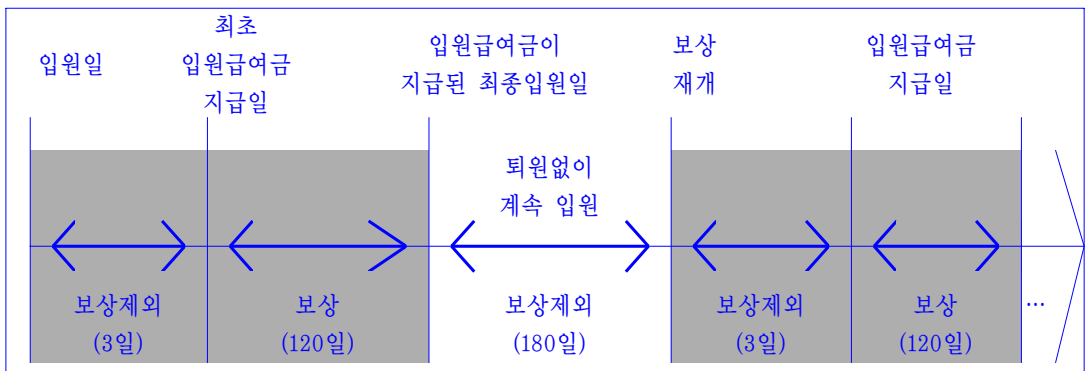 입원일
최초
입원급여금
지급일
입원급여금이
지급된 최종입원일
보상
재개
입원급여금
지급일
퇴원없이
계속 입원
보상제외
(3일)
보상
(120일)
보상제외
(180일)
보상제외
(3일)
보상
(120일)
…